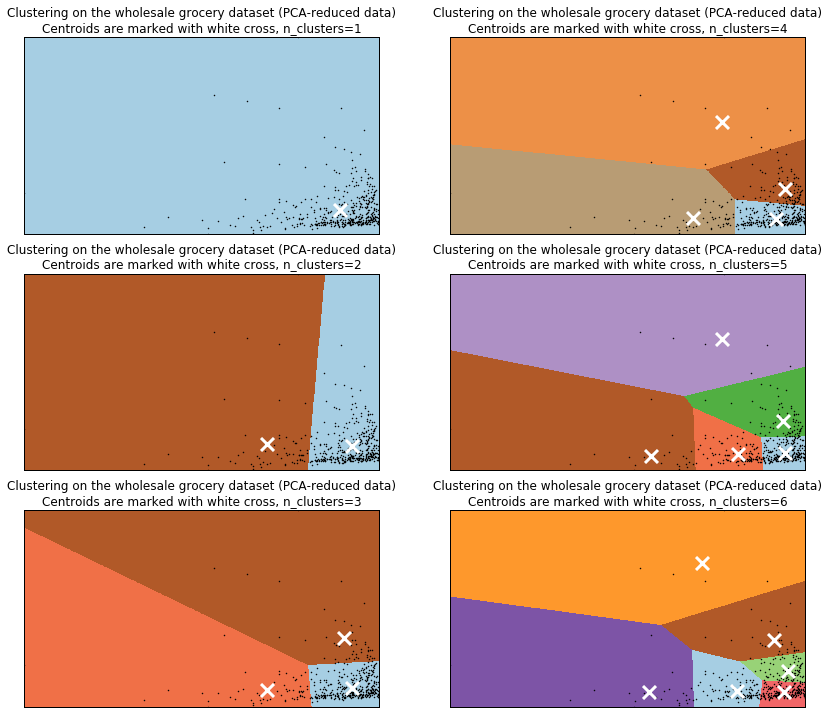 Clustering on the wholesale grocery dataset (PCA-reduced data)
Centroids are marked with white cross, n_clusters=1
Clustering on the wholesale grocery dataset (PCA-reduced data)
Centroids are marked with white cross, n_clusters=4
Clustering on the wholesale grocery dataset (PCA-reduced data)
Centroids are marked with white cross, n_clusters=2
Clustering on the wholesale grocery dataset (PCA-reduced data)
Centroids are marked with white cross, n_clusters=5
Clustering on the wholesale grocery dataset (PCA-reduced data)
Centroids are marked with white cross, n_clusters=3
Clustering on the wholesale grocery dataset (PCA-reduced data)
Centroids are marked with white cross, n_clusters=6